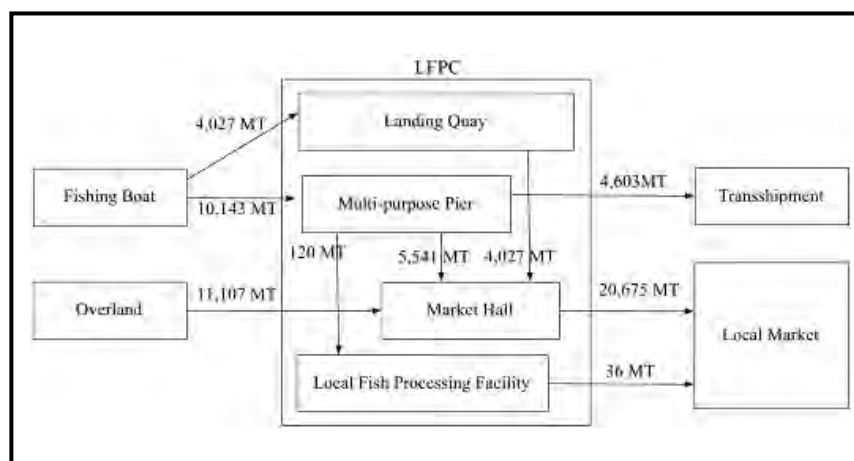 LFPC
4,027 MT
Landing Quay
Fishing Boat
10,143 MT
Multi-purpose Pier
4,603MT
Transshipment
120 MT
5,541 MT
4,027 MT
Overland
11,107 MT
Market Hall
20,675 MT
Local Market
Local Fish Processing Facility
36 MT